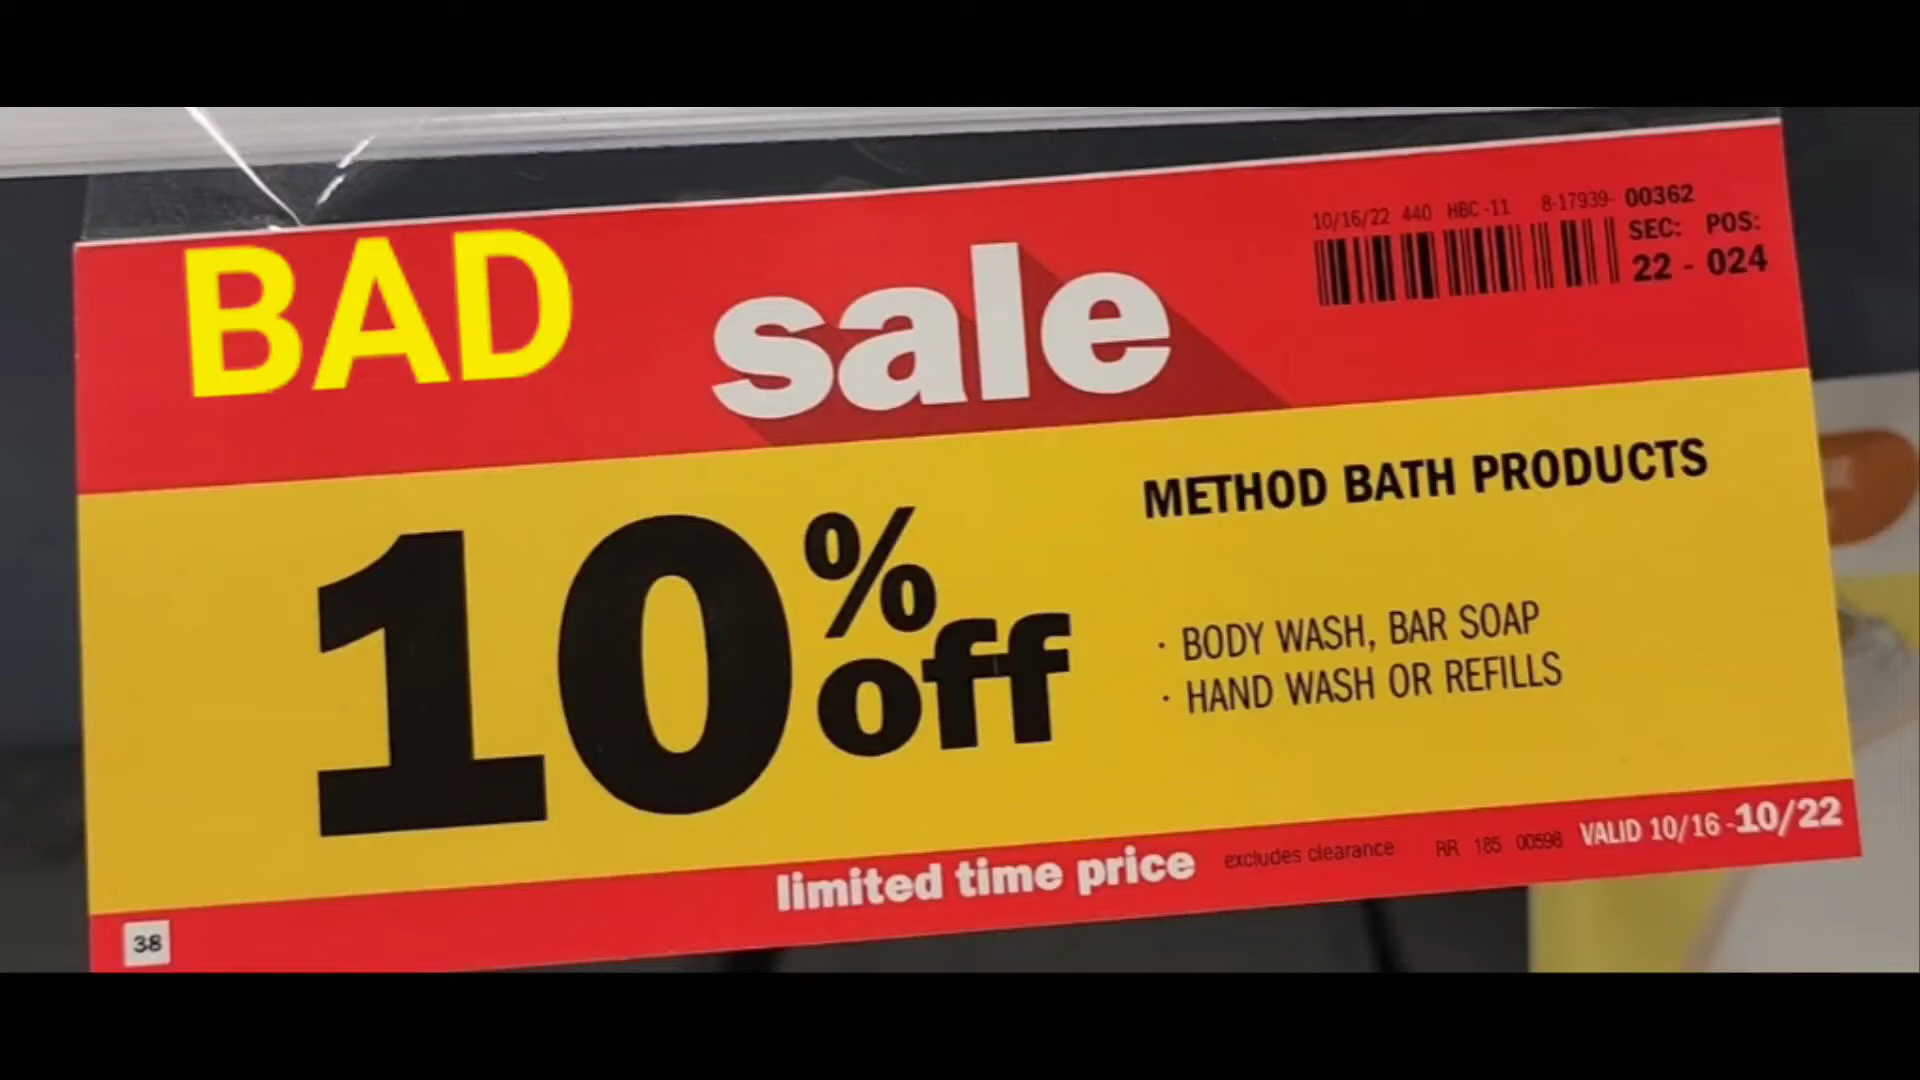 BAD sale
10/16/22 440 HBC-11 8-17939- 00362
SEC: POS:
22 - 024
10% off
METHOD BATH PRODUCTS
· BODY WASH, BAR SOAP
· HAND WASH OR REFILLS
limited time price excludes clearance RR 185 00598 VALID 10/16 -10/22
38